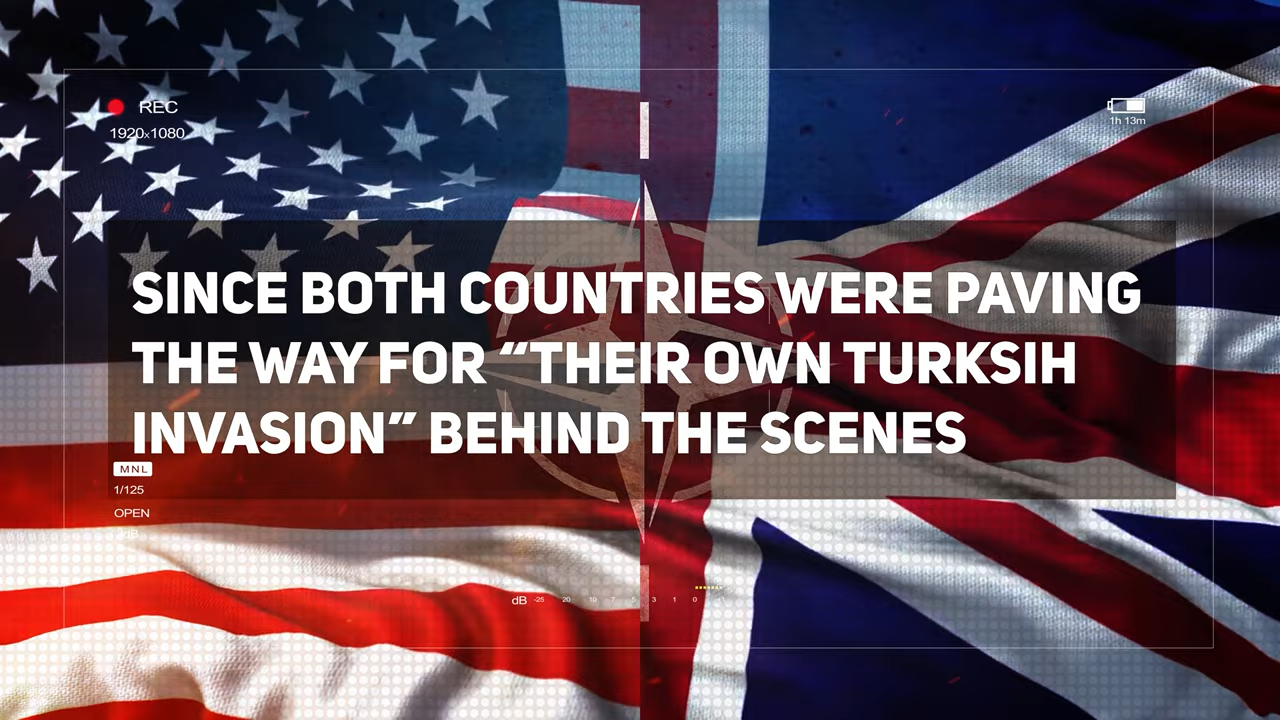 REC
1920x1080
1h 13m
SINCE BOTH COUNTRIES WERE PAVING
THE WAY FOR “THEIR OWN TURKSIH
INVASION” BEHIND THE SCENES
MNL
1/125
OPEN
dB -25 20 10 7 5 3 1 0